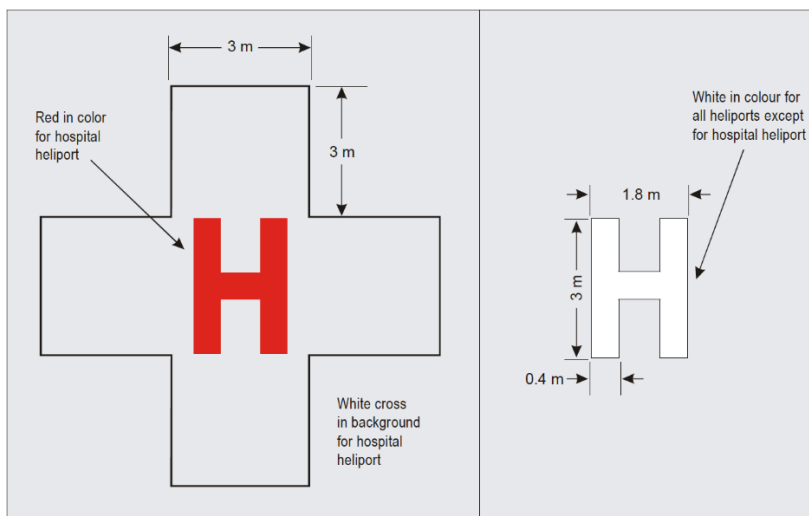 3 m
Red in color
for hospital
heliport
3 m
H
White cross
in background
for hospital
heliport
White in colour for
all heliports except
for hospital heliport
1.8 m
3 m
H
0.4 m